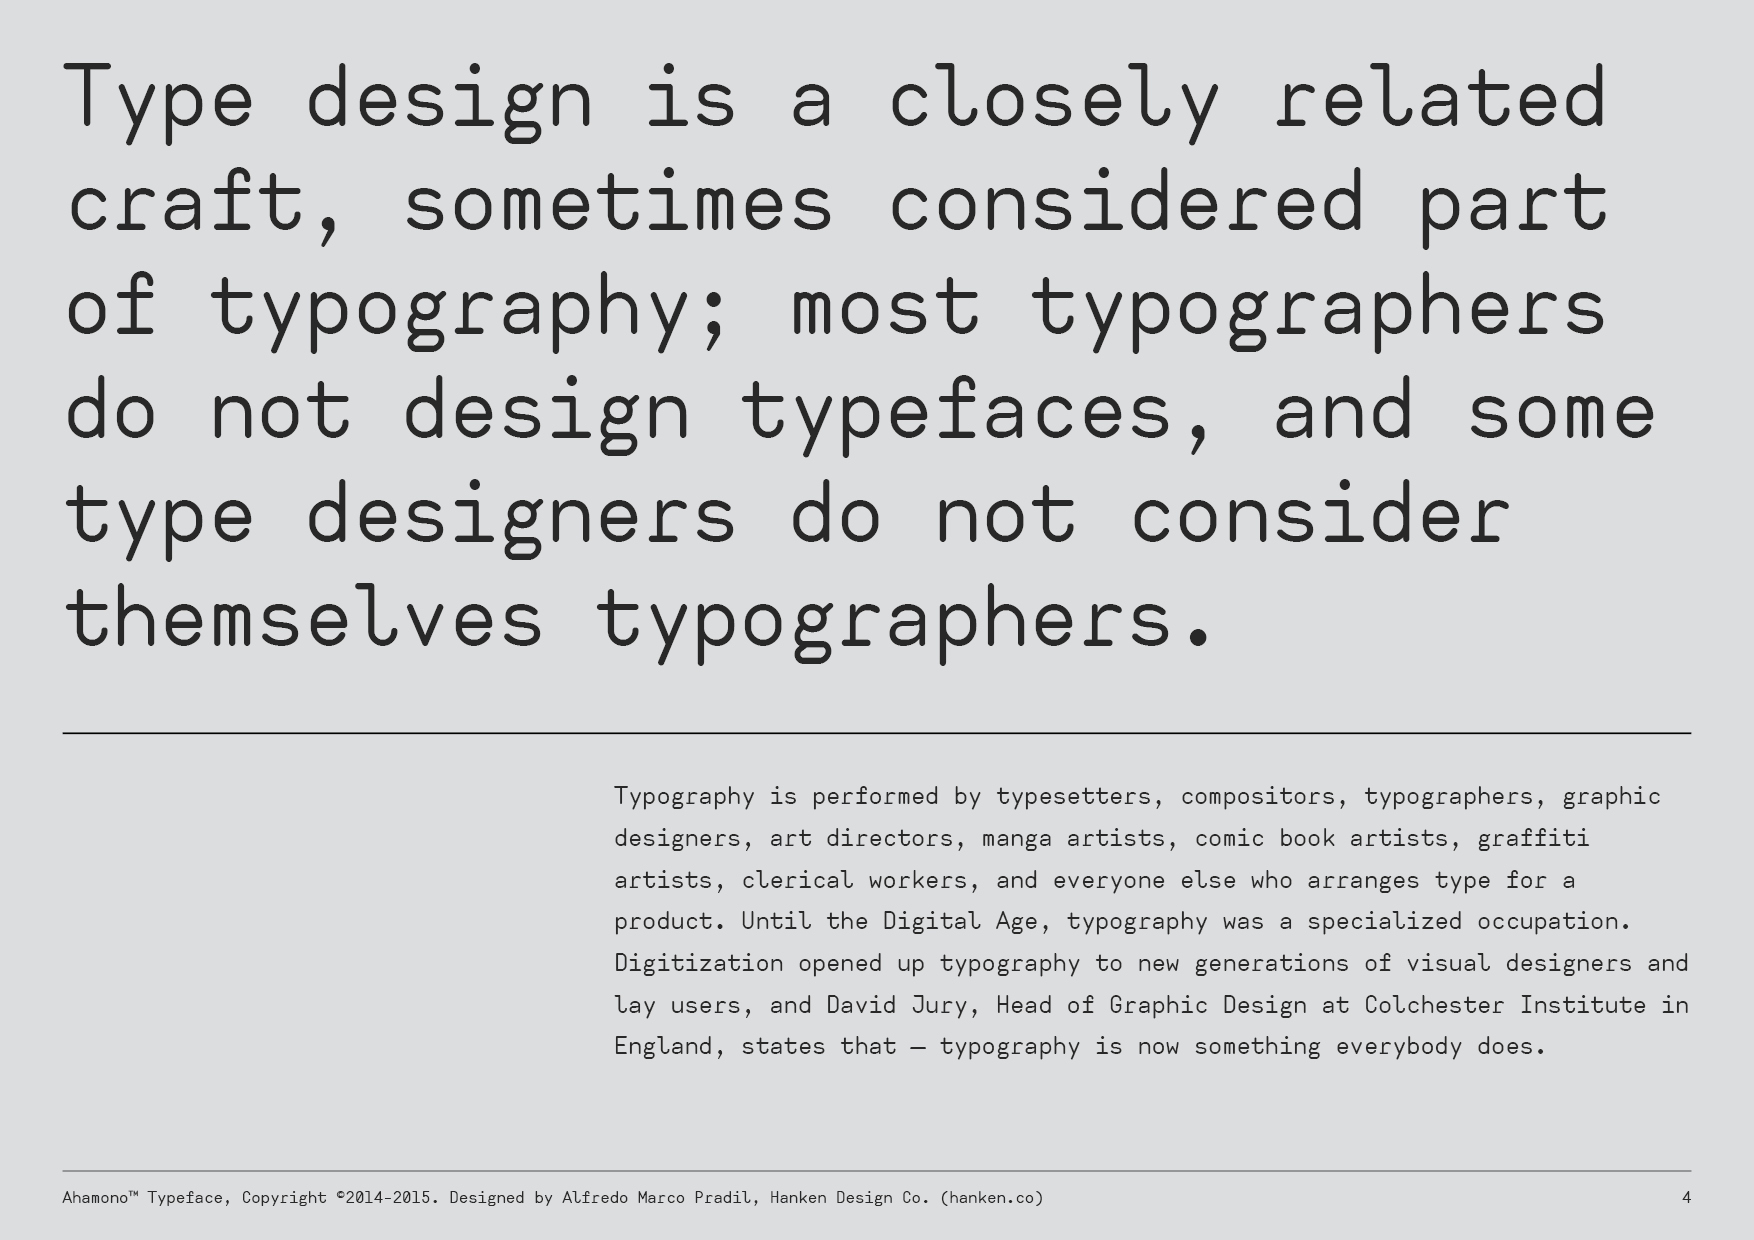 Type design is a closely related
craft, sometimes considered part
of typography; most typographers
do not design typefaces, and some
type designers do not consider
themselves typographers.
Typography is performed by typesetters, compositors, typographers, graphic
designers, art directors, manga artists, comic book artists, graffiti
artists, clerical workers, and everyone else who arranges type for a
product. Until the Digital Age, typography was a specialized occupation.
Digitization opened up typography to new generations of visual designers and
lay users, and David Jury, Head of Graphic Design at Colchester Institute in
England, states that — typography is now something everybody does.
Ahamono™ Typeface, Copyright ©2014-2015. Designed by Alfredo Marco Pradil, Hanken Design Co. (hanken.co)
4